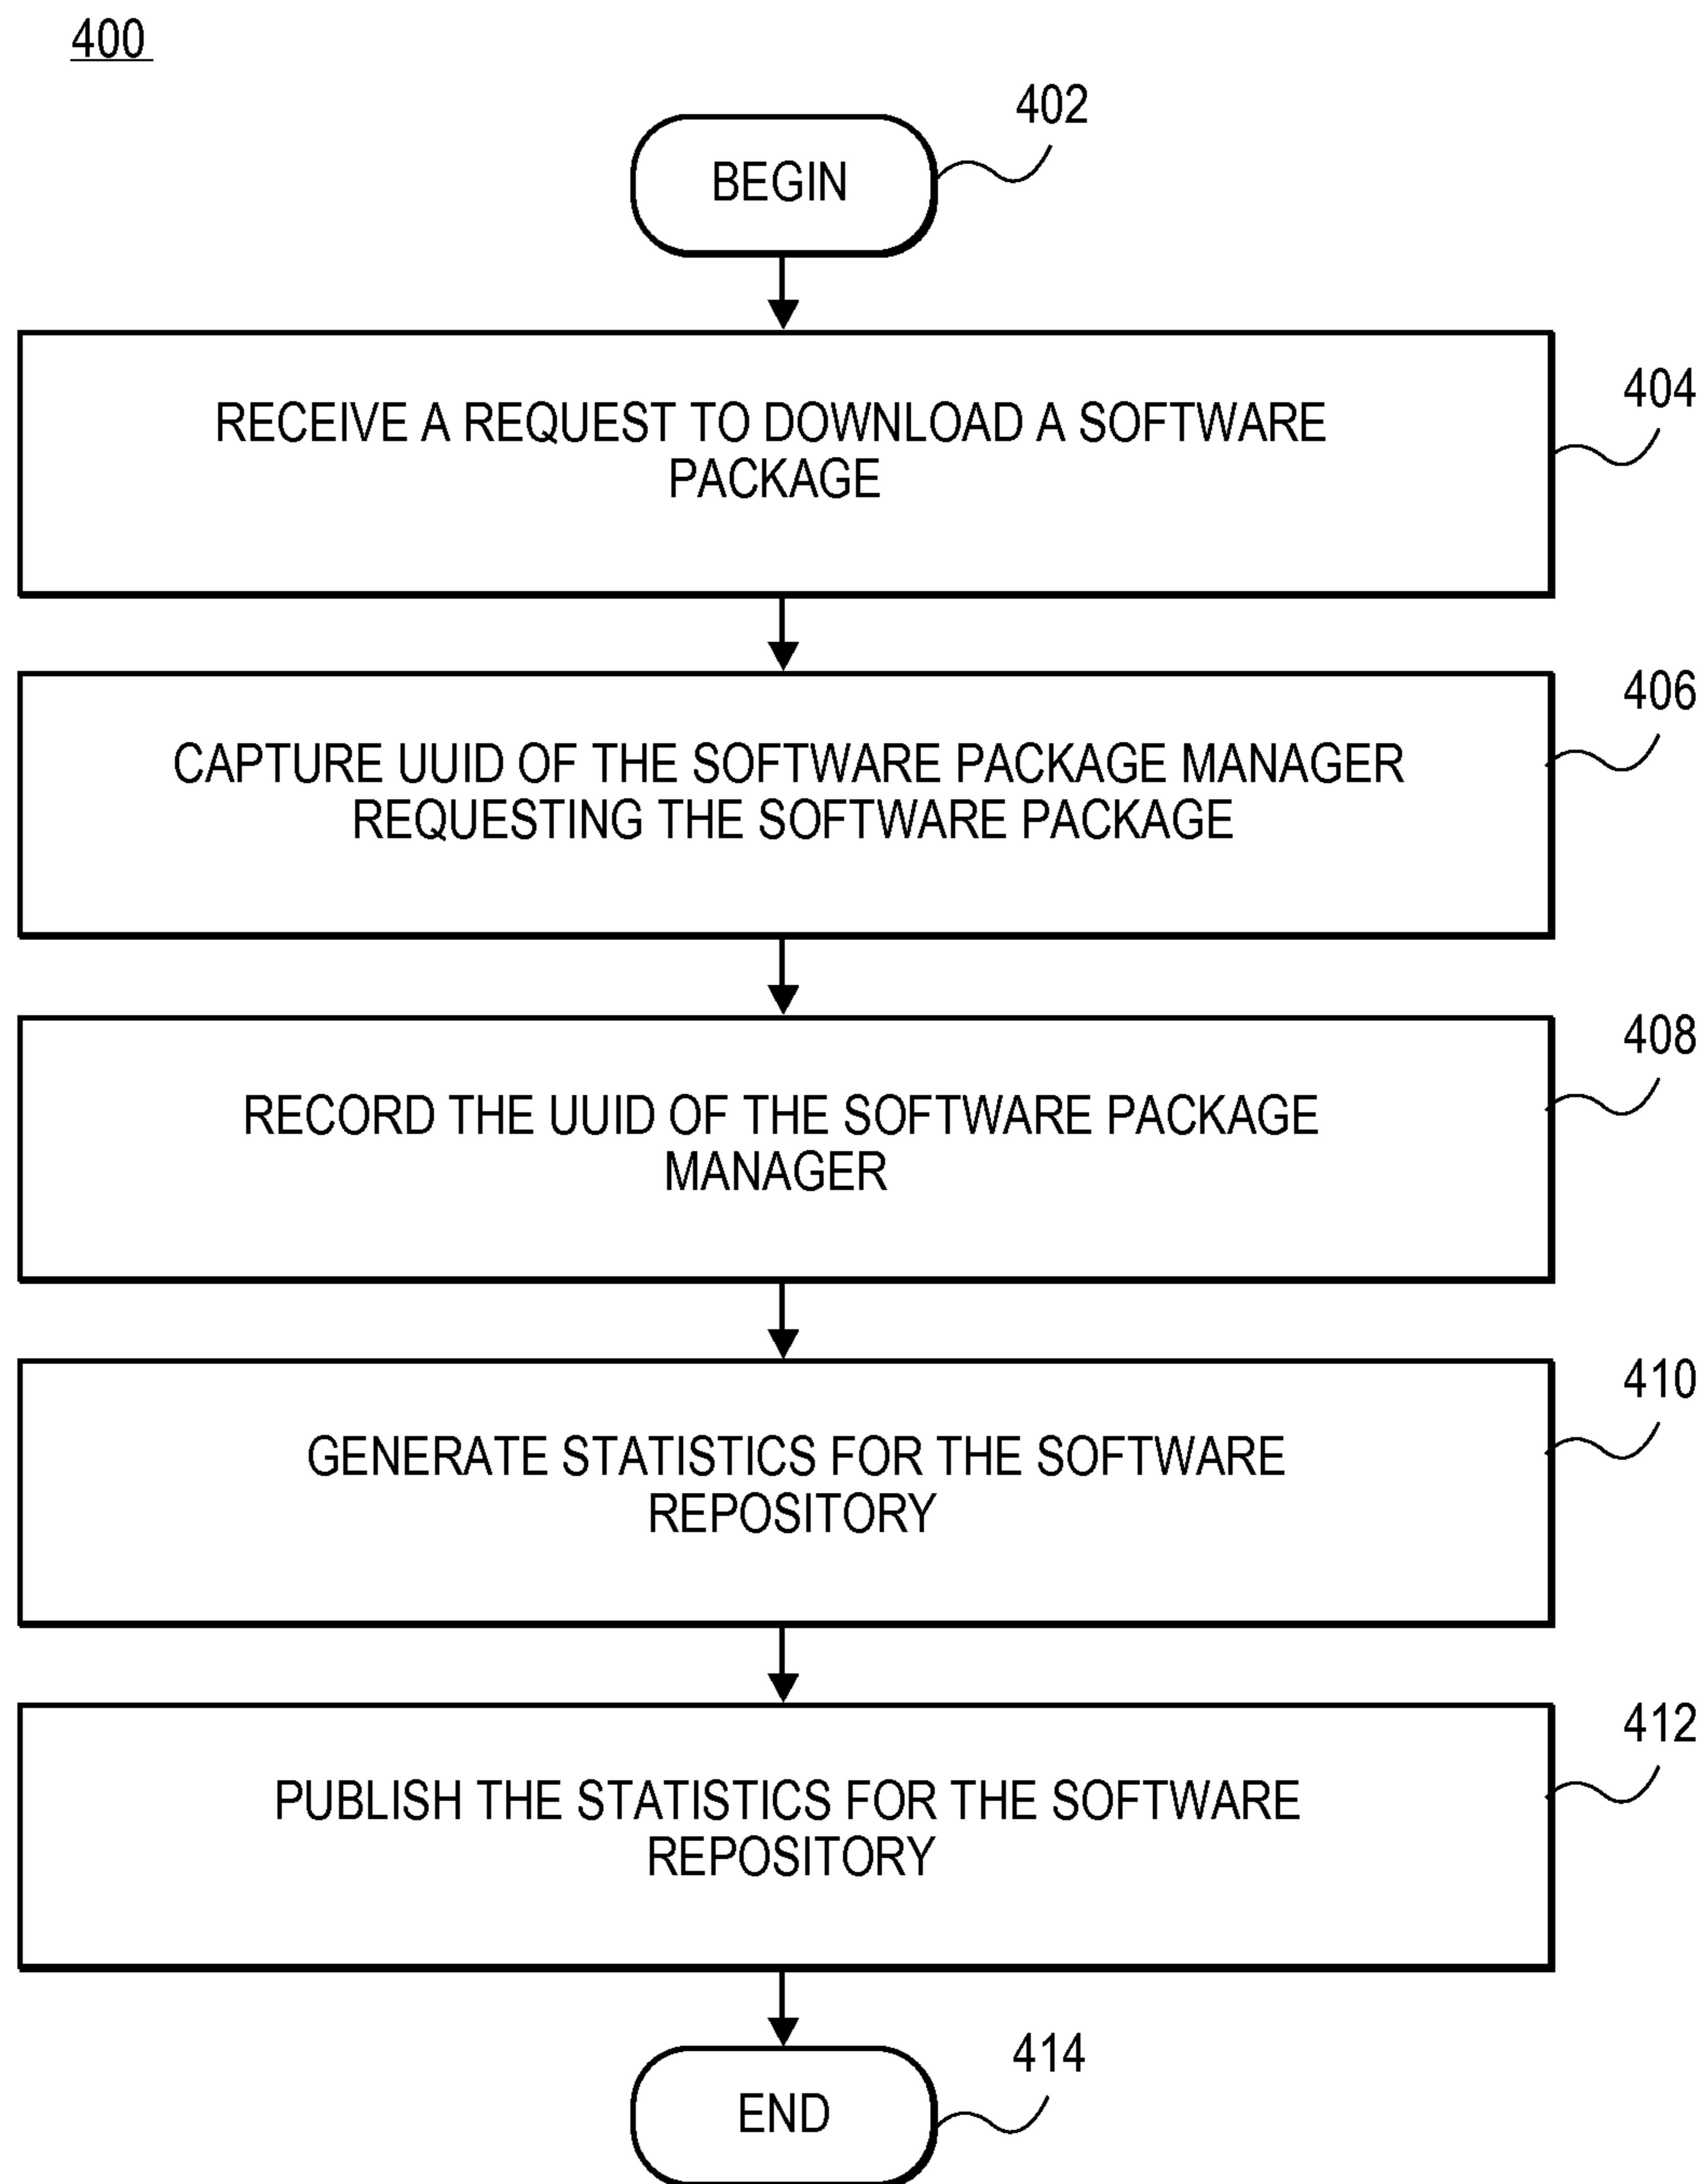 400
402
BEGIN
404
RECEIVE A REQUEST TO DOWNLOAD A SOFTWARE
PACKAGE
406
CAPTURE UUID OF THE SOFTWARE PACKAGE MANAGER
REQUESTING THE SOFTWARE PACKAGE
408
RECORD THE UUID OF THE SOFTWARE PACKAGE
MANAGER
410
GENERATE STATISTICS FOR THE SOFTWARE
REPOSITORY
412
PUBLISH THE STATISTICS FOR THE SOFTWARE
REPOSITORY
414
END